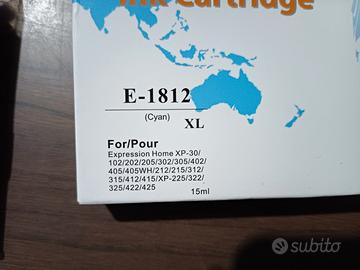 Ink Cartridge
E-1812
(Cyan)
XL
For/Pour
Expression Home XP-30/
102/202/205/302/305/402/
405/405WH/212/215/312/
315/412/415/XP-225/322/
325/422/425
15ml
subito